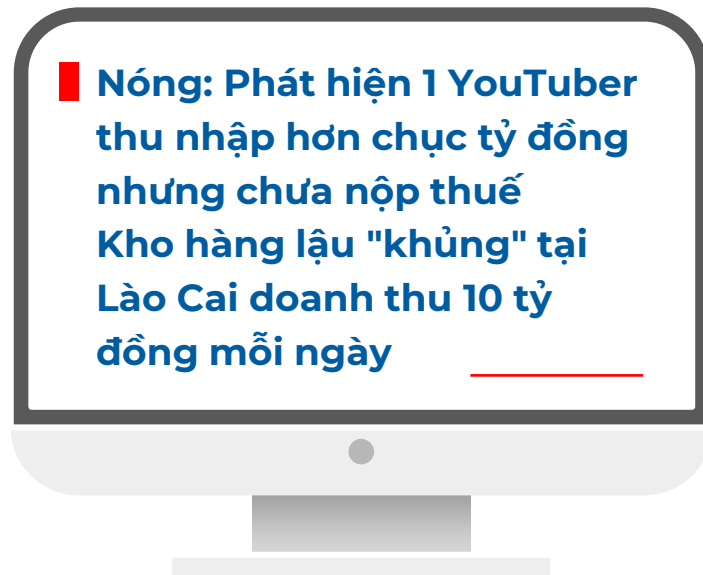 Nóng: Phát hiện 1 YouTuber
thu nhập hơn chục tỷ đồng
nhưng chưa nộp thuế
Kho hàng lậu "khủng" tại
Lào Cai doanh thu 10 tỷ
đồng mỗi ngày